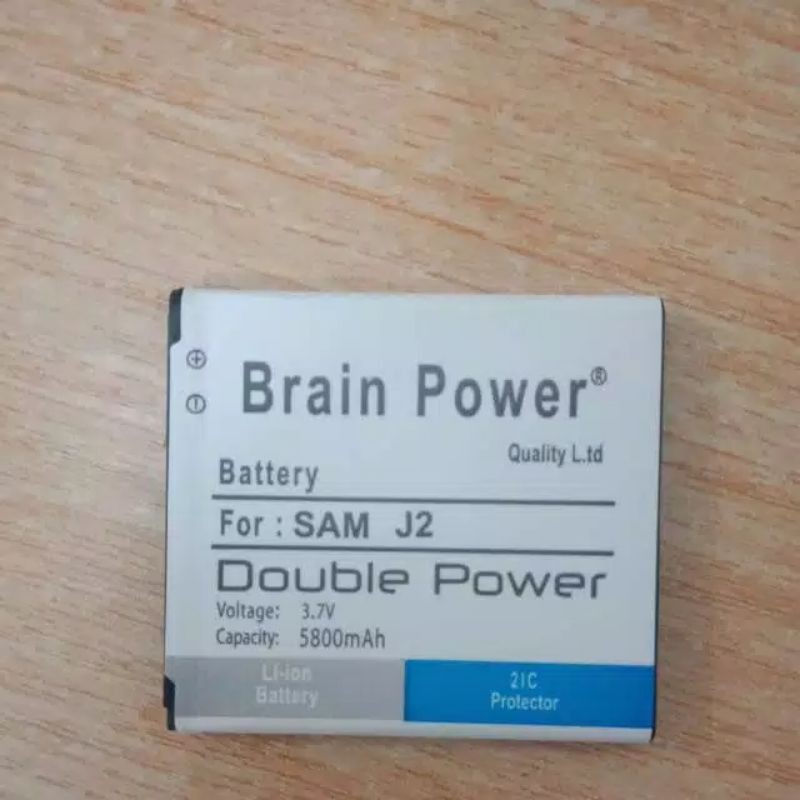 Brain Power®
Quality L.td
Battery
For : SAM J2
Double Power
Voltage: 3.7V
Capacity: 5800mAh
Li-ion
Battery
2IC
Protector